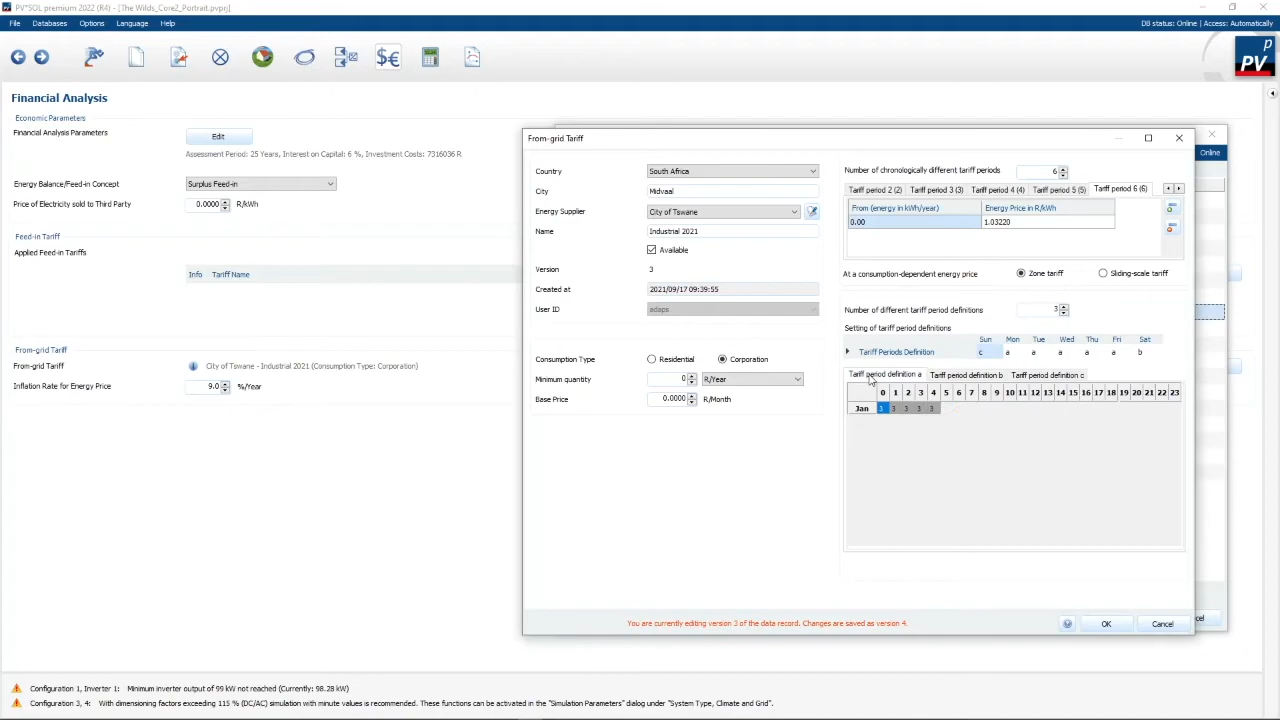 PV*SOL premium 2022 (R4) - [The Wilds_Core2_Portrait.pvprj]
File Databases Options Language Help
DB status: Online | Access: Automatically
$€
p
PV
Financial Analysis
Economic Parameters
Financial Analysis Parameters
Edit
Assessment Period: 25 Years, Interest on Capital: 6 %, Investment Costs: 7316036 R
Energy Balance/Feed-in Concept
Surplus Feed-in
Price of Electricity sold to Third Party
0.0000 R/kWh
Feed-in Tariff
Applied Feed-in Tariffs
Info Tariff Name
From-grid Tariff
From-grid Tariff
City of Tswane - Industrial 2021 (Consumption Type: Corporation)
Inflation Rate for Energy Price
9.0 %/Year
Online
From-grid Tariff
Country South Africa
City Midvaal
Energy Supplier City of Tswane
Name Industrial 2021
Available
Version 3
Created at 2021/09/17 09:39:55
User ID adaps
Consumption Type Residential Corporation
Minimum quantity 0 R/Year
Base Price 0.0000 R/Month
Number of chronologically different tariff periods 6
Tariff period 2 (2) Tariff period 3 (3) Tariff period 4 (4) Tariff period 5 (5) Tariff period 6 (6)
From (energy in kWh/year) Energy Price in R/kWh
0.00 1.03220
At a consumption-dependent energy price Zone tariff Sliding-scale tariff
Number of different tariff period definitions 3
Setting of tariff period definitions
Sun Mon Tue Wed Thu Fri Sat
Tariff Periods Definition c a a a a a b
Tariff period definition a Tariff period definition b Tariff period definition c
0 1 2 3 4 5 6 7 8 9 10 11 12 13 14 15 16 17 18 19 20 21 22 23
Jan 3 3 3 3 3
You are currently editing version 3 of the data record. Changes are saved as version 4.
OK Cancel
cel
Configuration 1, Inverter 1: Minimum inverter output of 99 kW not reached (Currently: 98.28 kW)
Configuration 3, 4: With dimensioning factors exceeding 115 % (DC/AC) simulation with minute values is recommended. These functions can be activated in the "Simulation Parameters" dialog under "System Type, Climate and Grid".